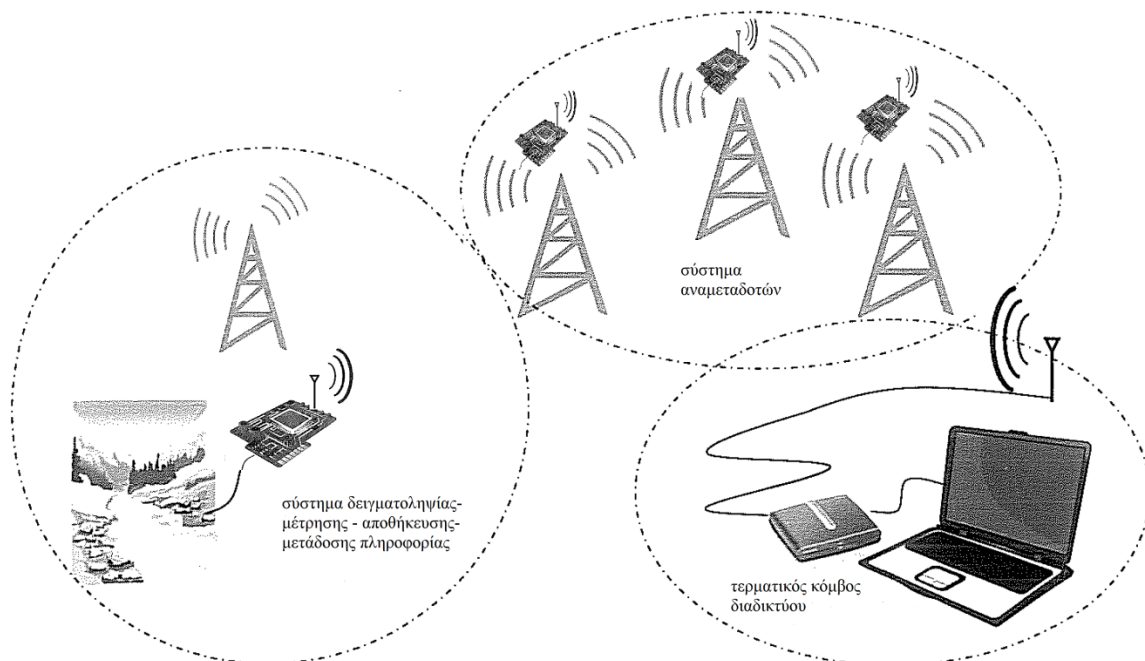 σύστημα
αναμεταδοτών
σύστημα δειγματοληψίας-
μέτρησης - αποθήκευσης-
μετάδοσης πληροφορίας
τερματικός κόμβος
διαδικτύου